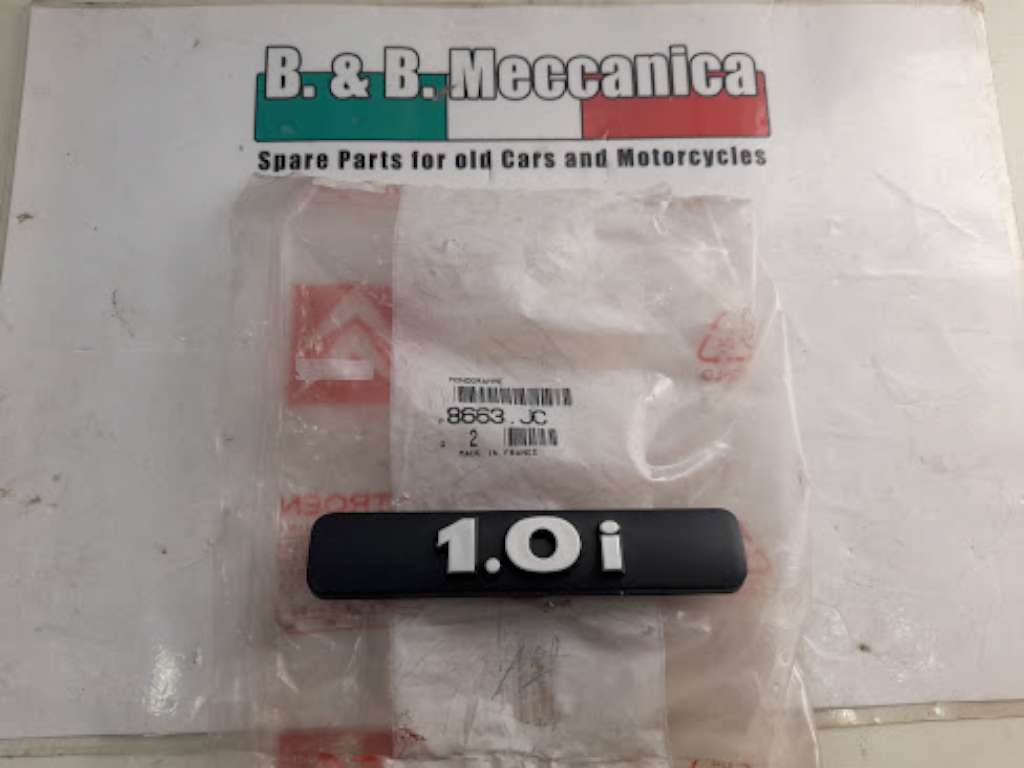 B. & B. Meccanica
Spare Parts for old Cars and Motorcycles
MONOGRAMME
8663.JC
2
MADE IN FRANCE
1.0i